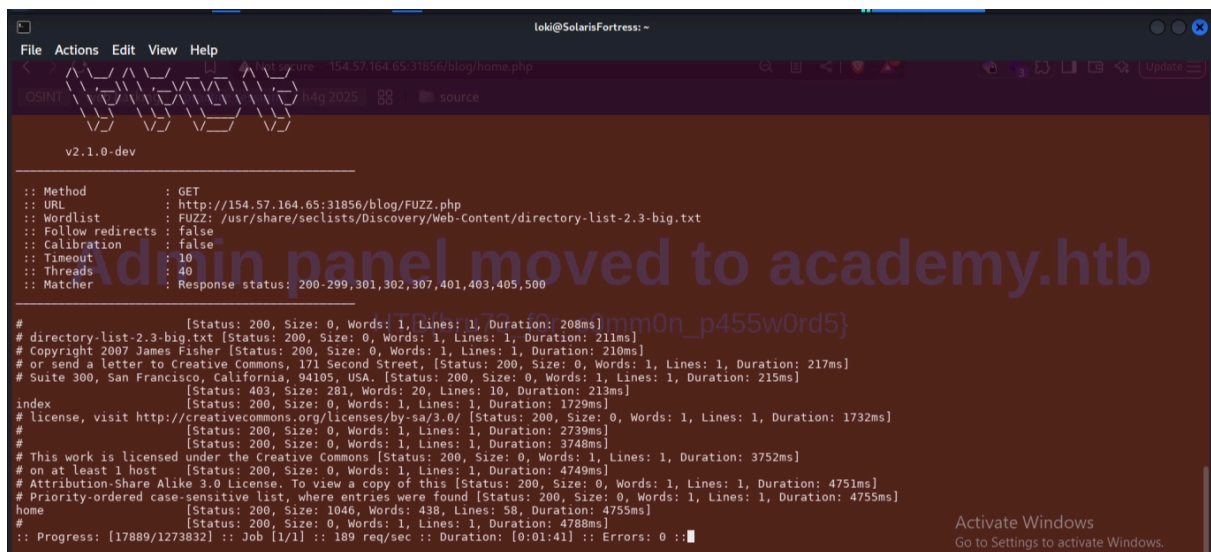 loki@SolarisFortress: ~
File Actions Edit View Help
Not secure 154.57.164.65:31856/blog/home.php
Update
OSINT h4g 2025 source
v2.1.0-dev
:: Method : GET
:: URL : http://154.57.164.65:31856/blog/FUZZ.php
:: Wordlist : FUZZ: /usr/share/seclists/Discovery/Web-Content/directory-list-2.3-big.txt
:: Follow redirects : false
:: Calibration : false
:: Timeout : 10
:: Threads : 40
:: Matcher : Response status: 200-299,301,302,307,401,403,405,500
Admin panel moved to academy.htb
# [Status: 200, Size: 0, Words: 1, Lines: 1, Duration: 208ms]
# directory-list-2.3-big.txt [Status: 200, Size: 0, Words: 1, Lines: 1, Duration: 211ms]
# Copyright 2007 James Fisher [Status: 200, Size: 0, Words: 1, Lines: 1, Duration: 210ms]
# or send a letter to Creative Commons, 171 Second Street, [Status: 200, Size: 0, Words: 1, Lines: 1, Duration: 217ms]
# Suite 300, San Francisco, California, 94105, USA. [Status: 200, Size: 0, Words: 1, Lines: 1, Duration: 215ms]
[Status: 403, Size: 281, Words: 20, Lines: 10, Duration: 213ms]
index [Status: 200, Size: 0, Words: 1, Lines: 1, Duration: 1729ms]
# license, visit http://creativecommons.org/licenses/by-sa/3.0/ [Status: 200, Size: 0, Words: 1, Lines: 1, Duration: 1732ms]
# [Status: 200, Size: 0, Words: 1, Lines: 1, Duration: 2739ms]
# [Status: 200, Size: 0, Words: 1, Lines: 1, Duration: 3748ms]
# This work is licensed under the Creative Commons [Status: 200, Size: 0, Words: 1, Lines: 1, Duration: 3752ms]
# on at least 1 host [Status: 200, Size: 0, Words: 1, Lines: 1, Duration: 4749ms]
# Attribution-Share Alike 3.0 License. To view a copy of this [Status: 200, Size: 0, Words: 1, Lines: 1, Duration: 4751ms]
# Priority-ordered case-sensitive list, where entries were found [Status: 200, Size: 0, Words: 1, Lines: 1, Duration: 4755ms]
home [Status: 200, Size: 1046, Words: 438, Lines: 58, Duration: 4755ms]
# [Status: 200, Size: 0, Words: 1, Lines: 1, Duration: 4788ms]
:: Progress: [17889/1273832] :: Job [1/1] :: 189 req/sec :: Duration: [0:01:41] :: Errors: 0 ::
Activate Windows
Go to Settings to activate Windows.